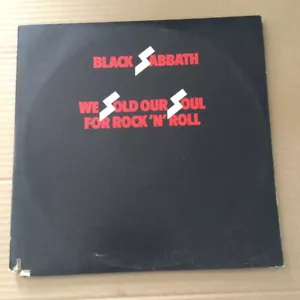 BLACK SABBATH
WE SOLD OUR SOUL
FOR ROCK 'N' ROLL